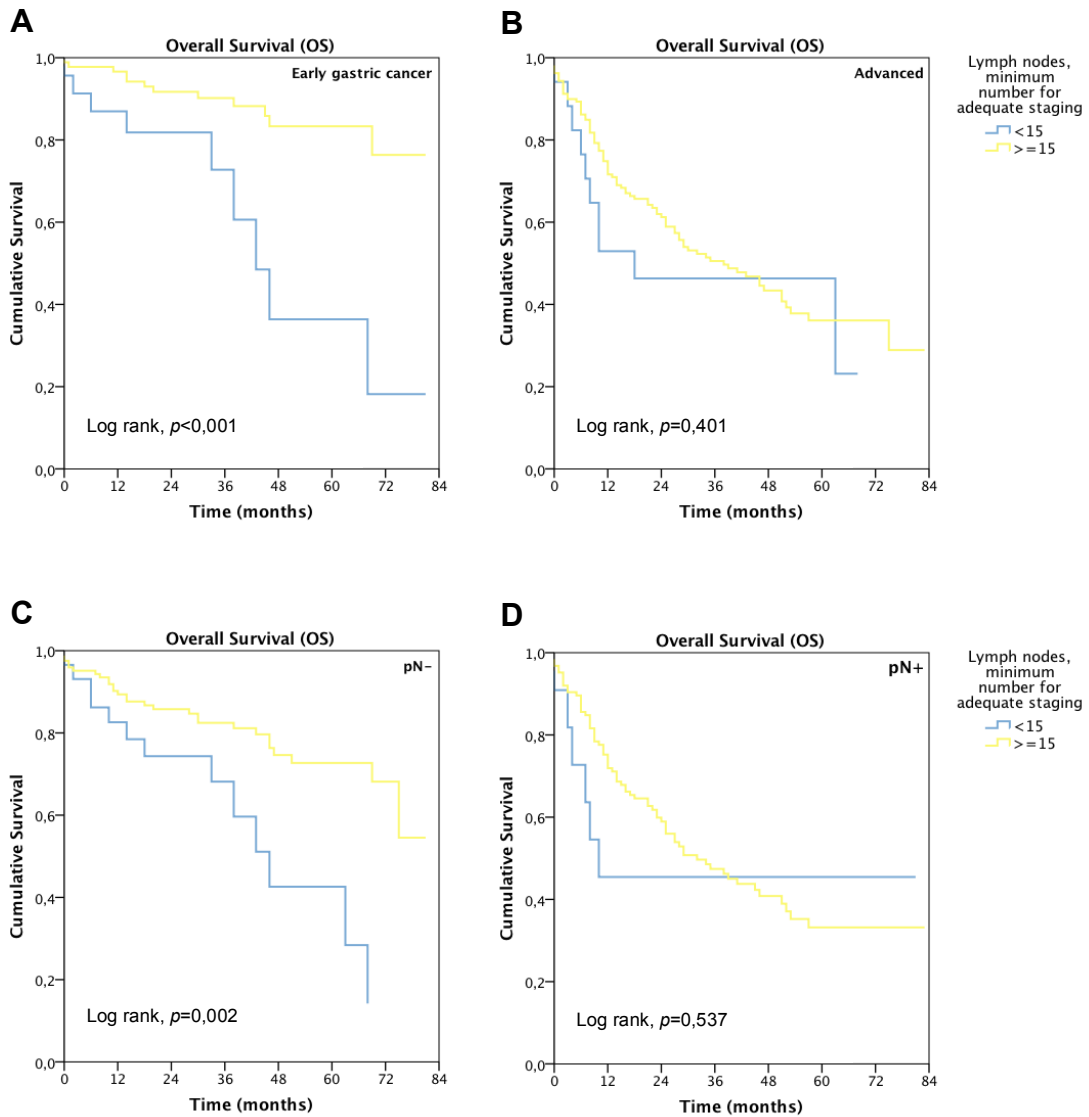 A
Overall Survival (OS)
Early gastric cancer
Cumulative Survival
1,0
0,8
0,6
0,4
0,2
0,0
Log rank, p<0,001
0 12 24 36 48 60 72 84
Time (months)
B
Overall Survival (OS)
Advanced
Cumulative Survival
1,0
0,8
0,6
0,4
0,2
0,0
Log rank, p=0,401
0 12 24 36 48 60 72 84
Time (months)
Lymph nodes,
minimum
number for
adequate staging
<15
>=15
C
Overall Survival (OS)
pN−
Cumulative Survival
1,0
0,8
0,6
0,4
0,2
0,0
Log rank, p=0,002
0 12 24 36 48 60 72 84
Time (months)
D
Overall Survival (OS)
pN+
Cumulative Survival
1,0
0,8
0,6
0,4
0,2
0,0
Log rank, p=0,537
0 12 24 36 48 60 72 84
Time (months)
Lymph nodes,
minimum
number for
adequate staging
<15
>=15